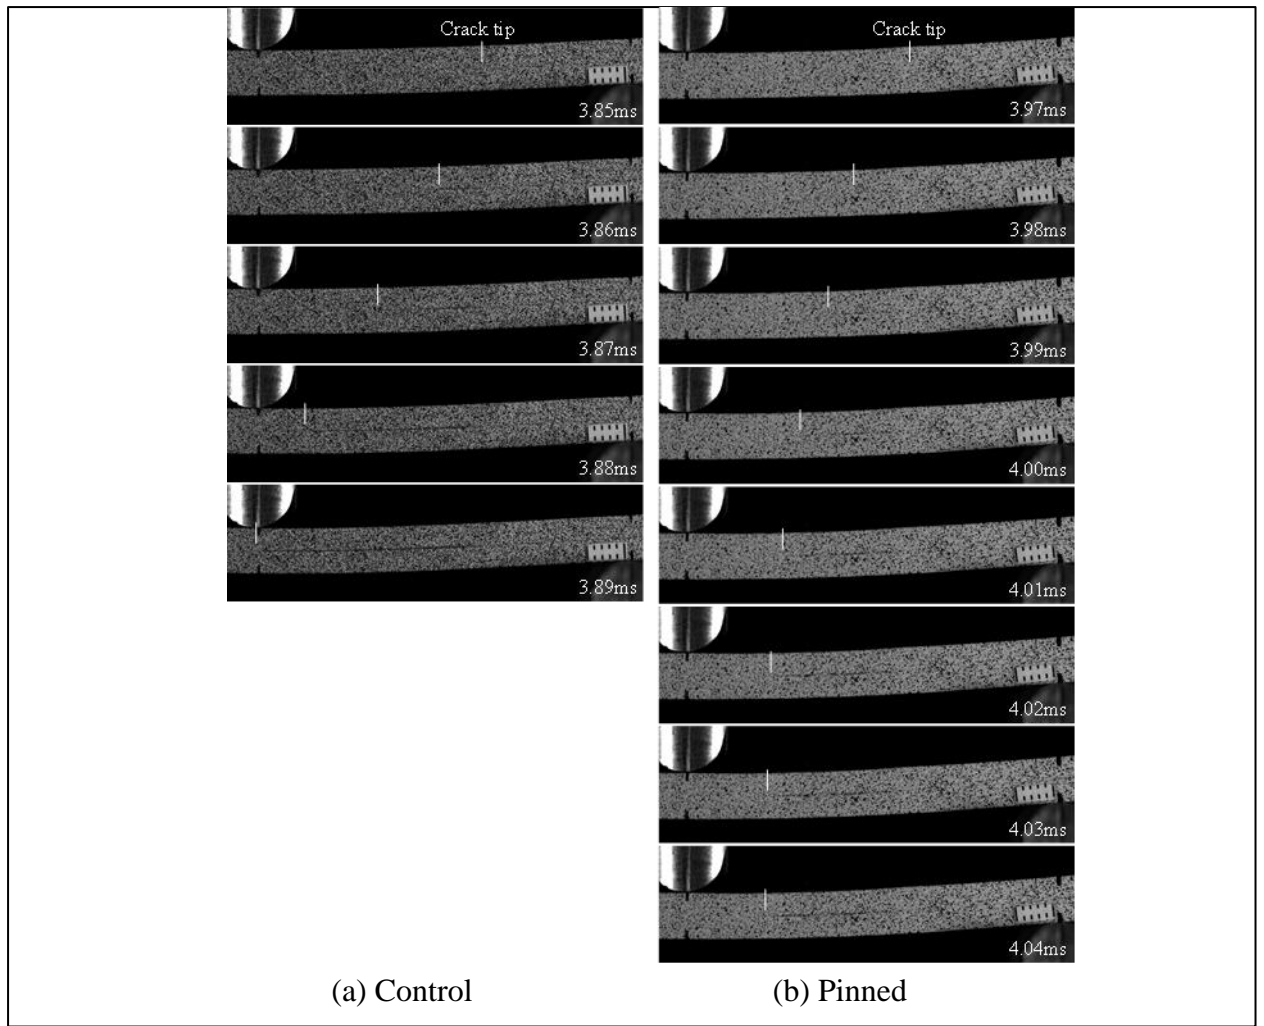 Crack tip
3.85ms
3.86ms
3.87ms
3.88ms
3.89ms
Crack tip
3.97ms
3.98ms
3.99ms
4.00ms
4.01ms
4.02ms
4.03ms
4.04ms
(a) Control
(b) Pinned